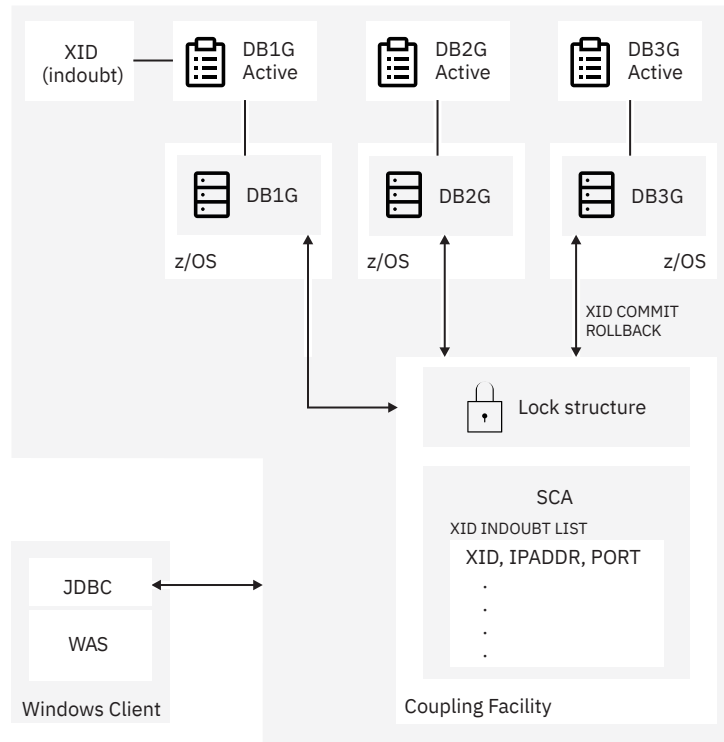 XID
(indoubt)
DB1G
Active
DB2G
Active
DB3G
Active
DB1G
z/OS
DB2G
z/OS
DB3G
z/OS
XID COMMIT
ROLLBACK
Lock structure
SCA
XID INDOUBT LIST
XID, IPADDR, PORT
.
.
.
.
Coupling Facility
JDBC
WAS
Windows Client